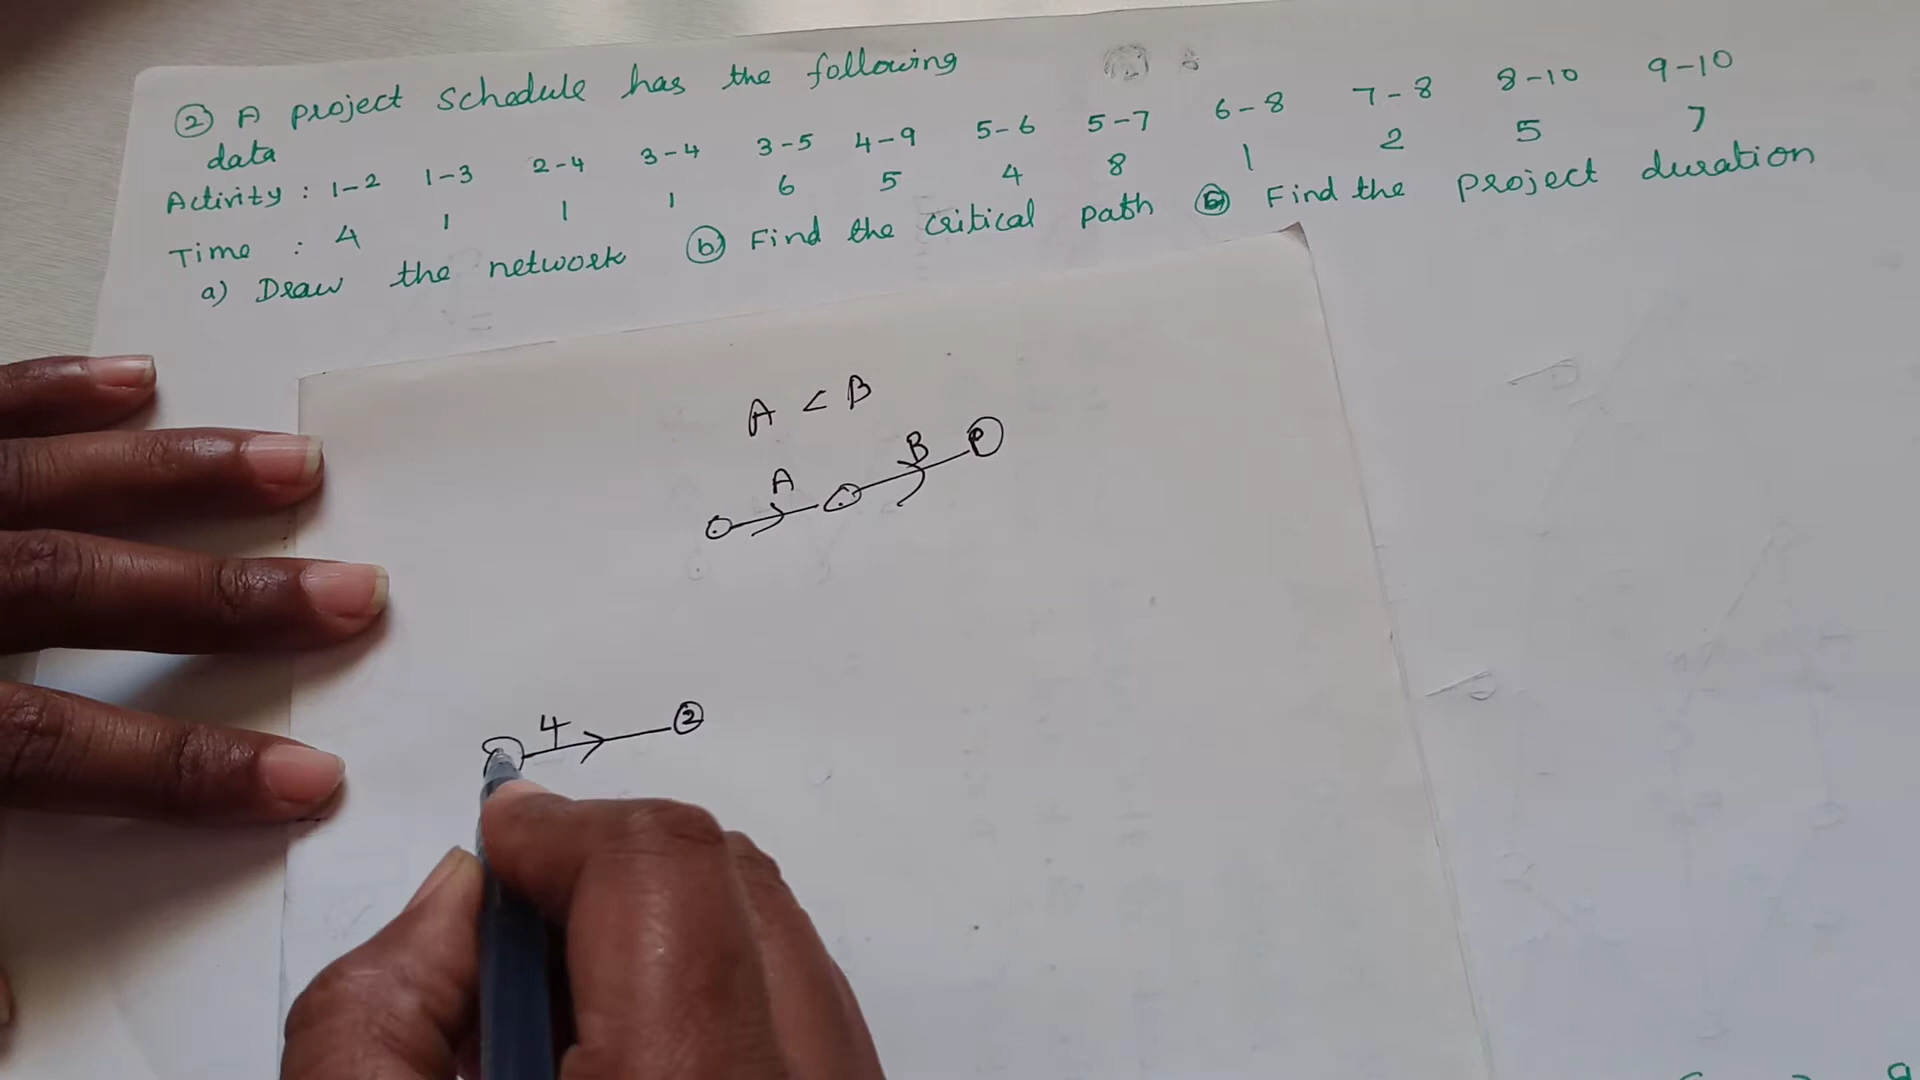 ② A project schedule has the following
data
Activity : 1-2 1-3 2-4 3-4 3-5 4-9 5-6 5-7 6-8 7-8 8-10 9-10
Time : 4 1 1 1 6 5 4 8 1 2 5 7
a) Draw the network ⓑ Find the critical path ⓒ Find the project duration
A < B
A B
4 ②